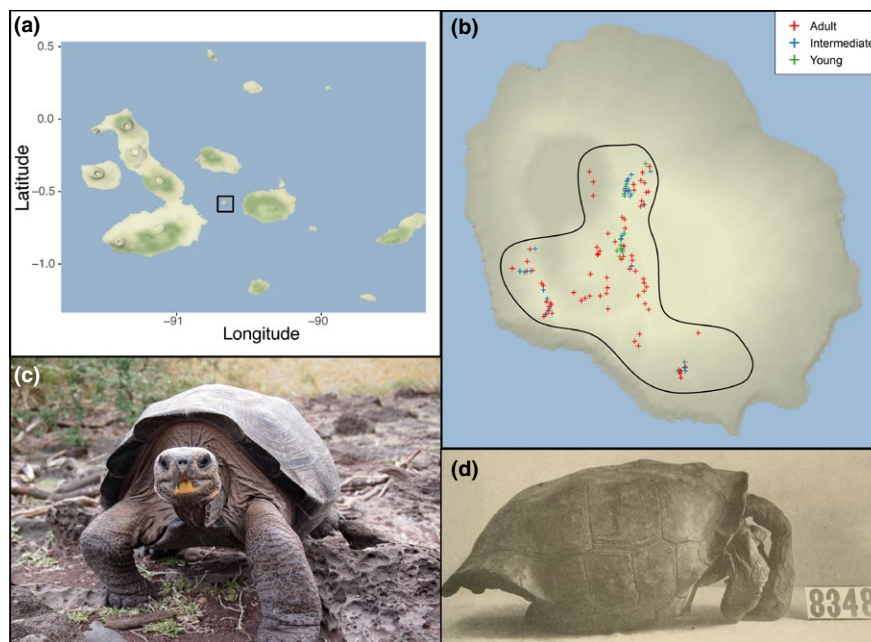 (a)
0.5
0.0
−0.5
−1.0
Latitude
−91
−90
Longitude
(b)
Adult
Intermediate
Young
(c)
(d)
8348